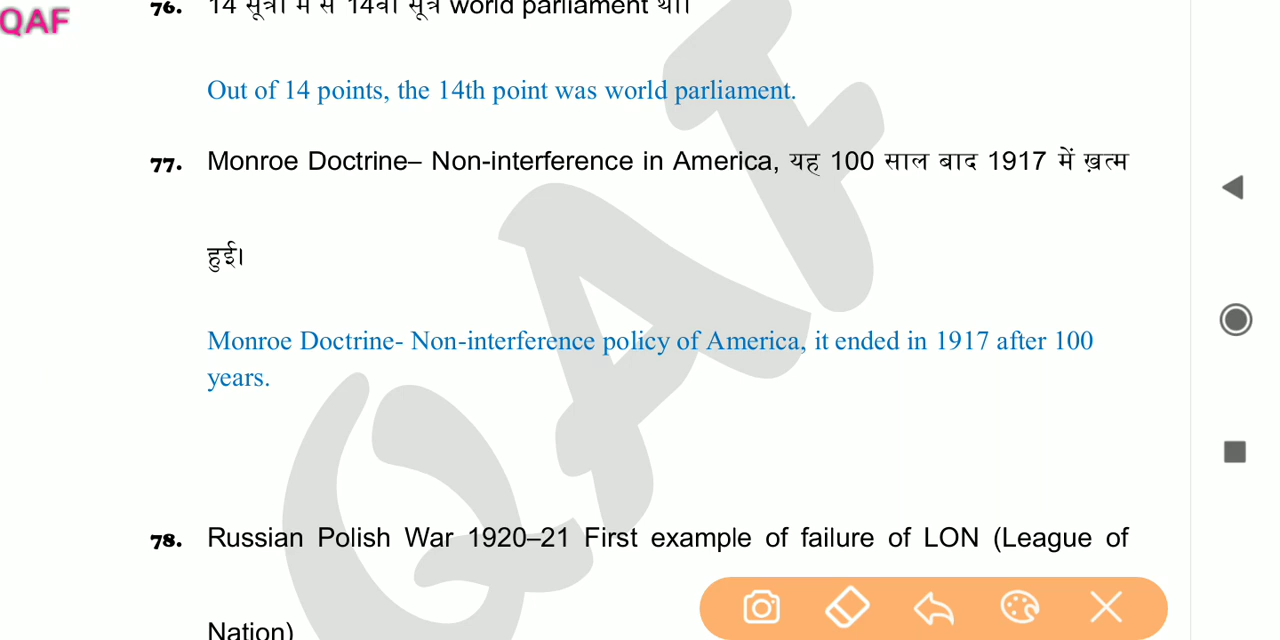 QAF
76. 14 सूत्रों में से 14वां सूत्र world parliament था।
Out of 14 points, the 14th point was world parliament.
77. Monroe Doctrine– Non-interference in America, यह 100 साल बाद 1917 में ख़त्म
हुई।
Monroe Doctrine- Non-interference policy of America, it ended in 1917 after 100
years.
78. Russian Polish War 1920–21 First example of failure of LON (League of
Nation)
QAF